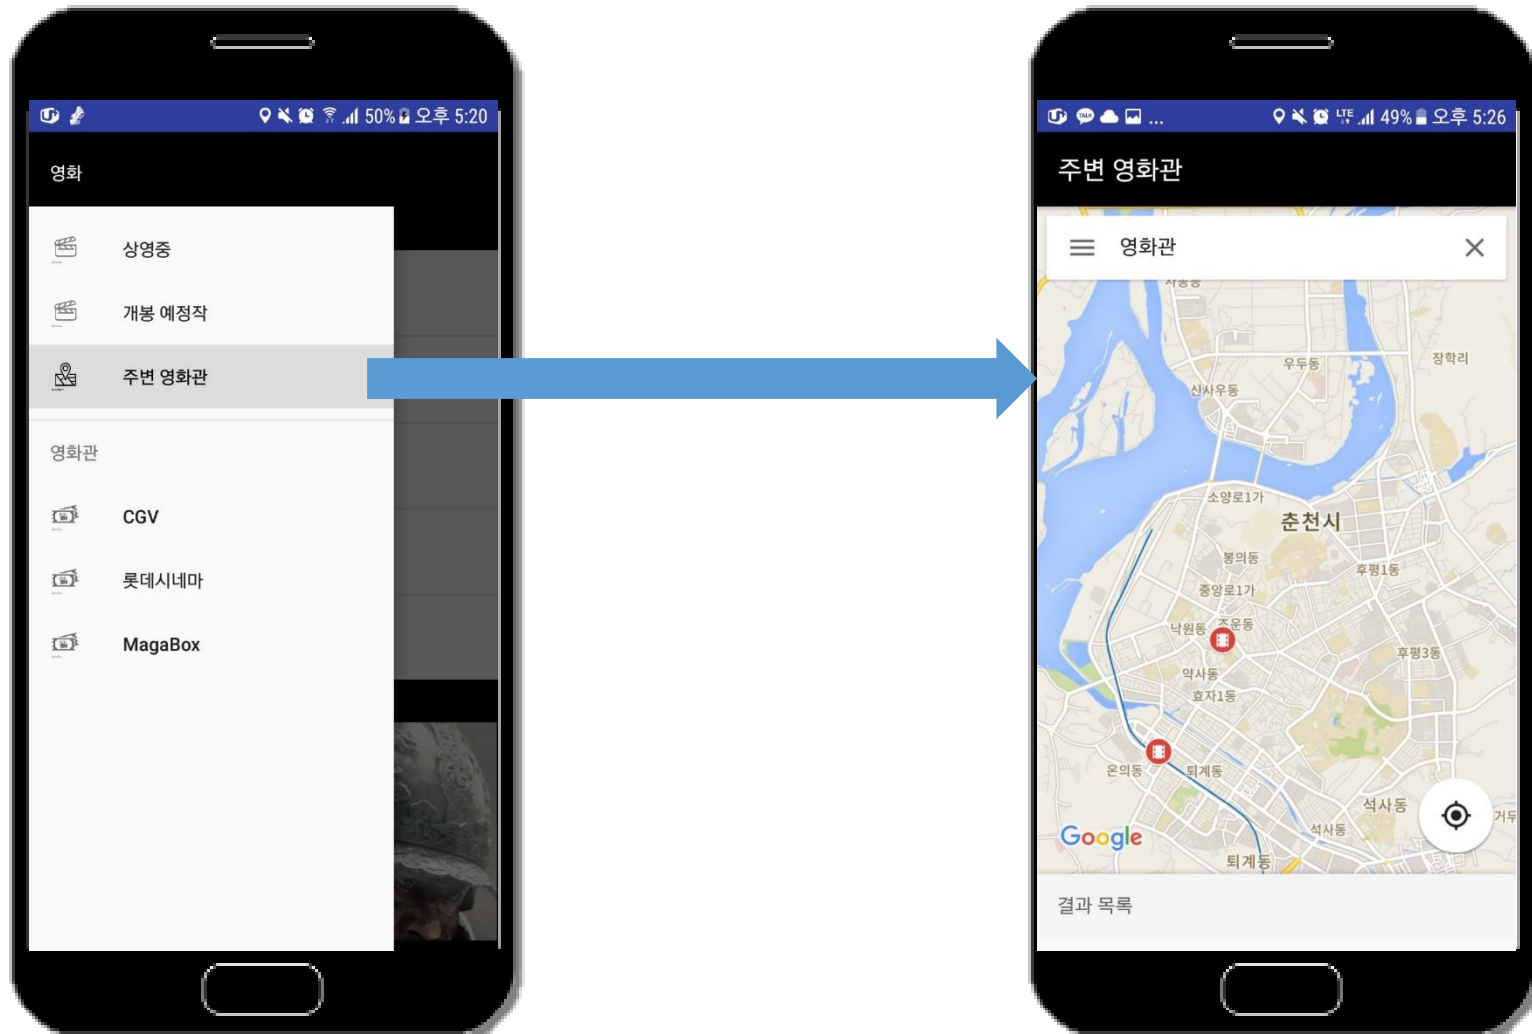 50% 오후 5:20
영화
상영중
개봉 예정작
주변 영화관
영화관
CGV
롯데시네마
MagaBox
TALK ... LTE 49% 오후 5:26
주변 영화관
영화관
우두동
장학리
신사우동
소양로1가
춘천시
봉의동
후평1동
중앙로1가
낙원동 조운동
후평3동
약사동
효자1동
온의동 퇴계동
석사동
거두
석사동
Google
퇴계동
결과 목록